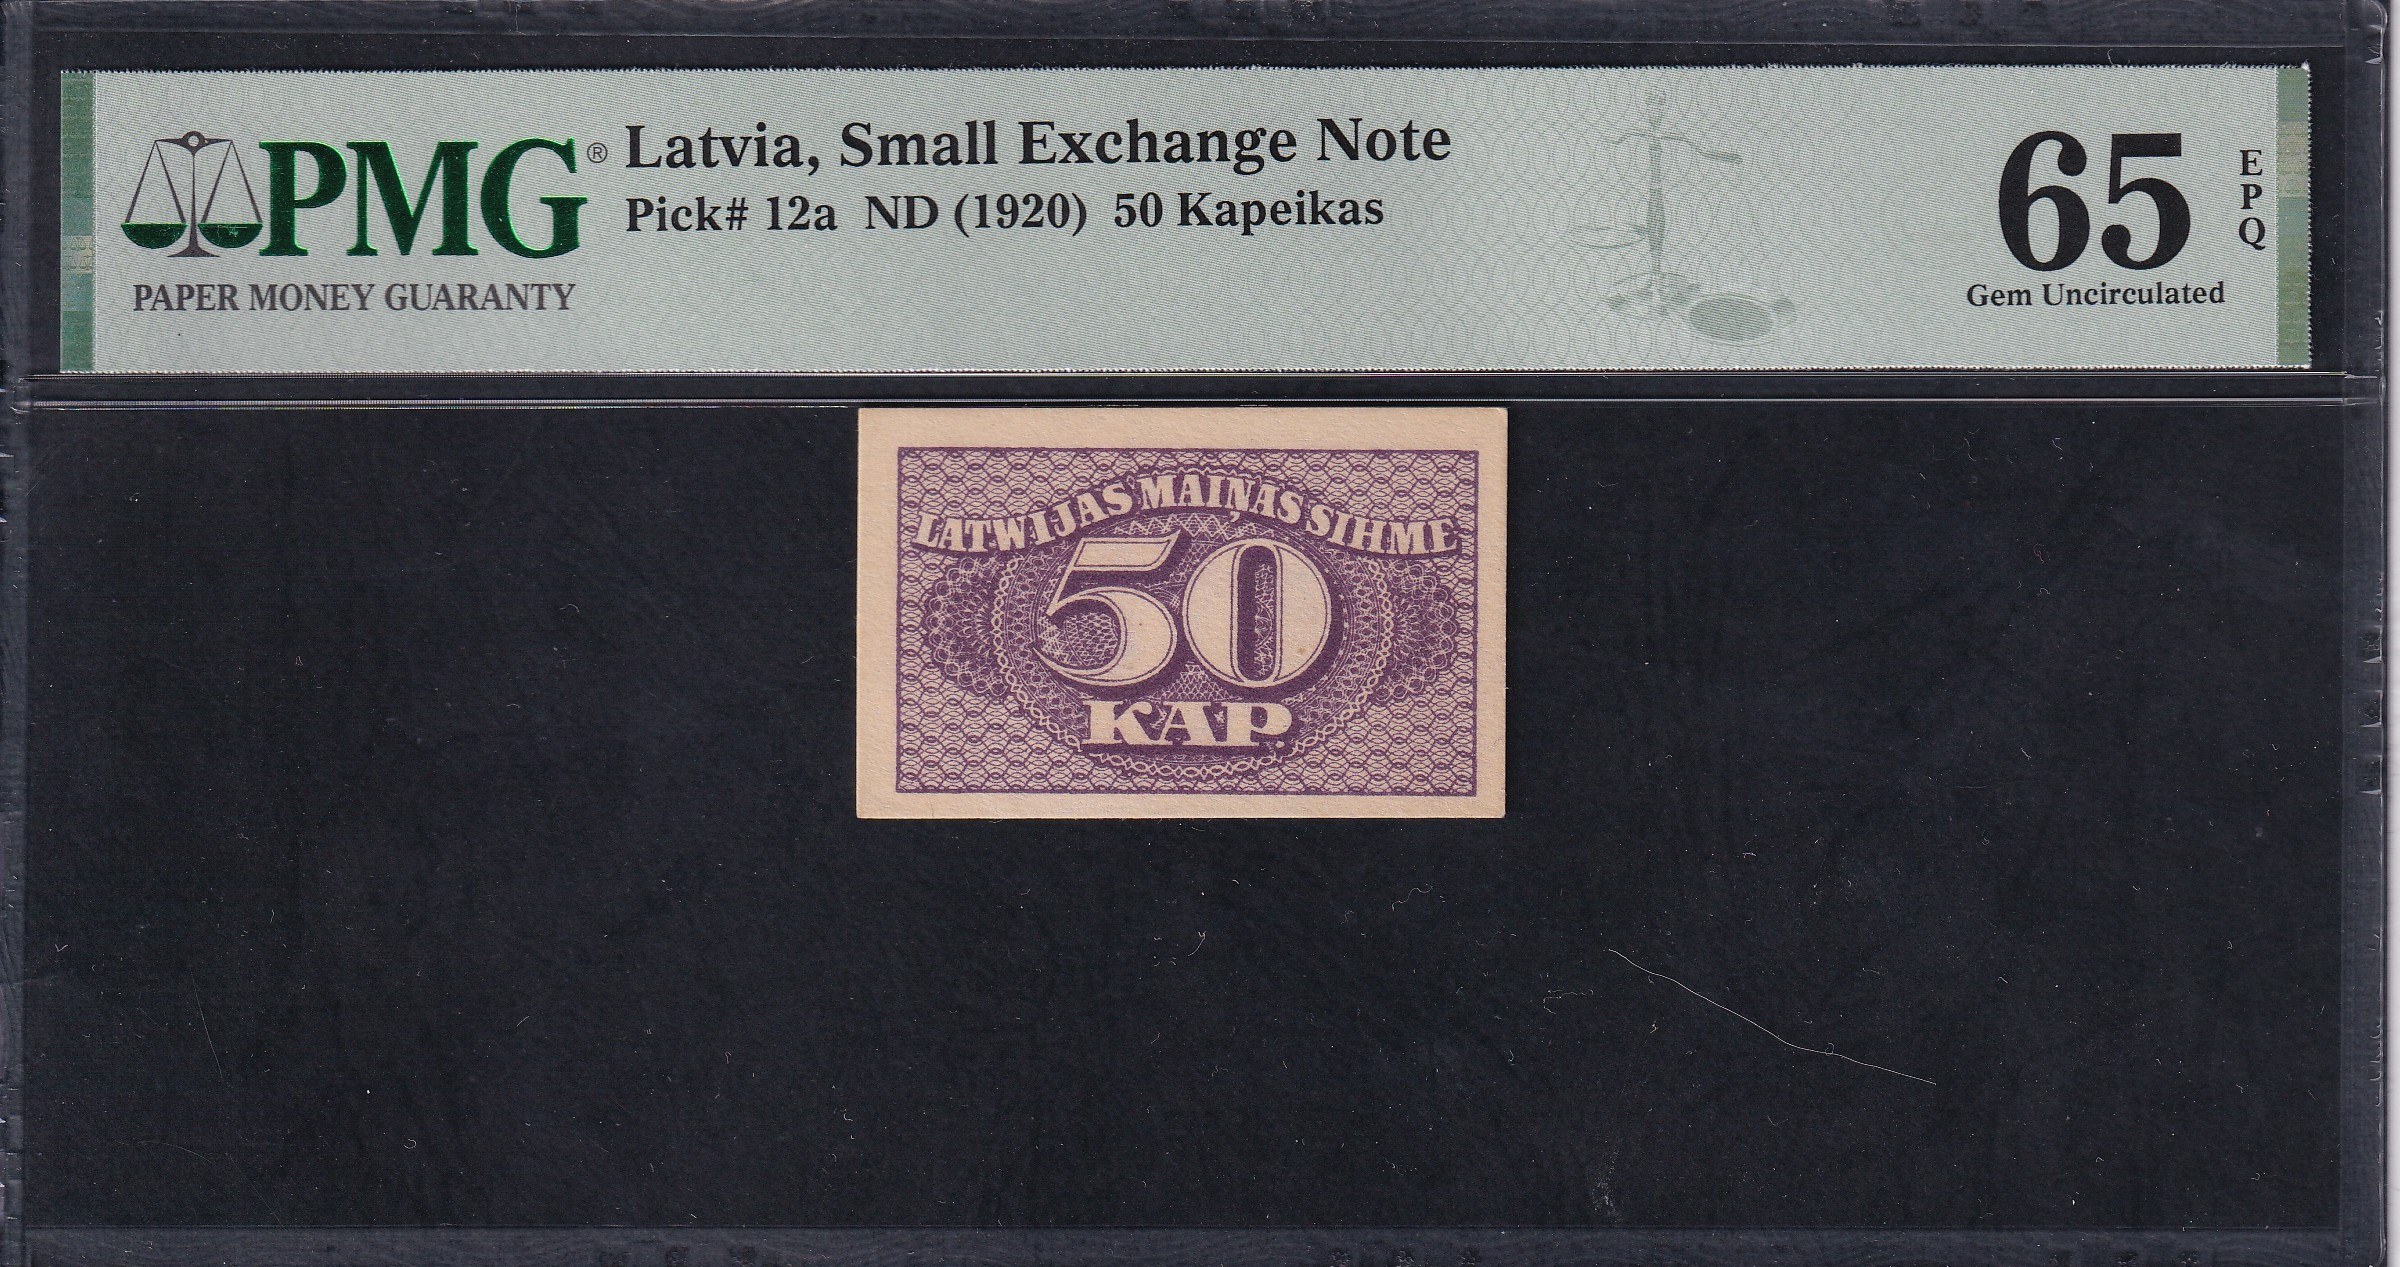 PMG®
PAPER MONEY GUARANTY
Latvia, Small Exchange Note
Pick# 12a ND (1920) 50 Kapeikas
65
EPQ
Gem Uncirculated
LATWIJAS MAIŅAS SIHME
50
KAP.